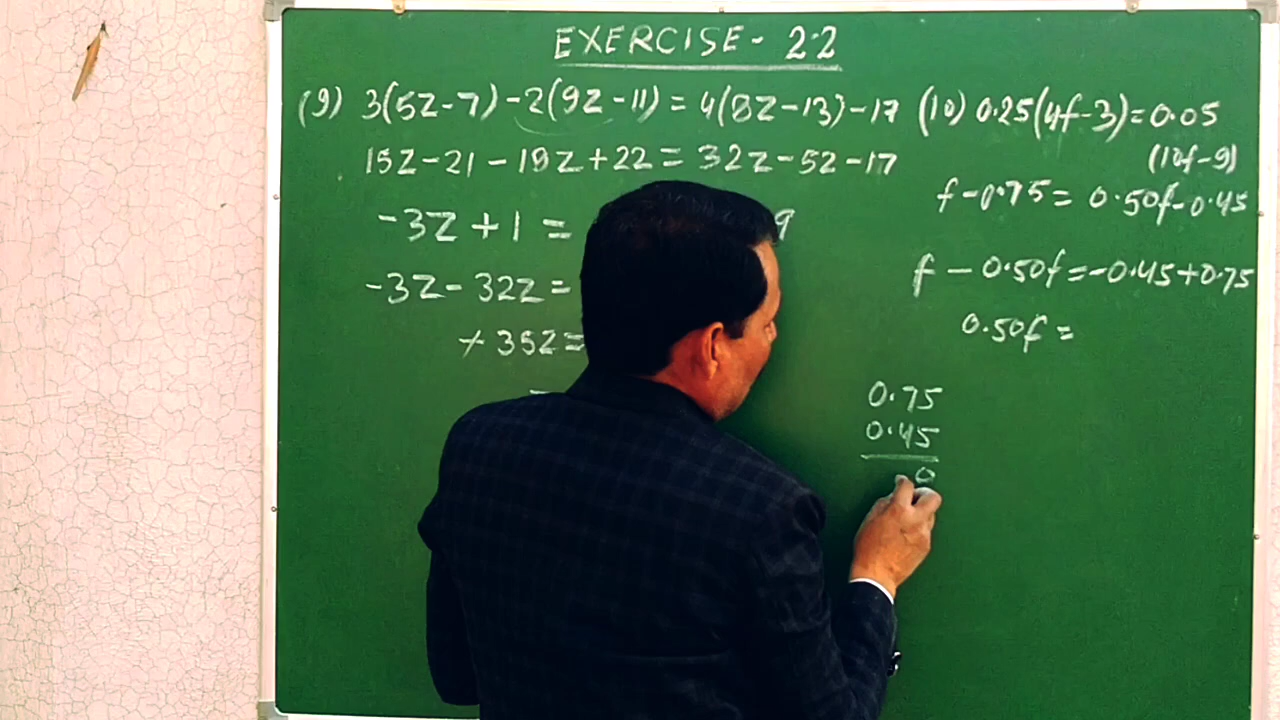 EXERCISE - 2.2
(9) 3(5Z-7)-2(9Z-11)=4(8Z-13)-17
15Z-21-18Z+22=32Z-52-17
-3Z+1=
9
-3Z-32Z=
+35Z=
(10) 0.25(4f-3)=0.05
(10f-9)
f-0.75=0.50f-0.45
f-0.50f=-0.45+0.75
0.50f=
0.75
0.45
0